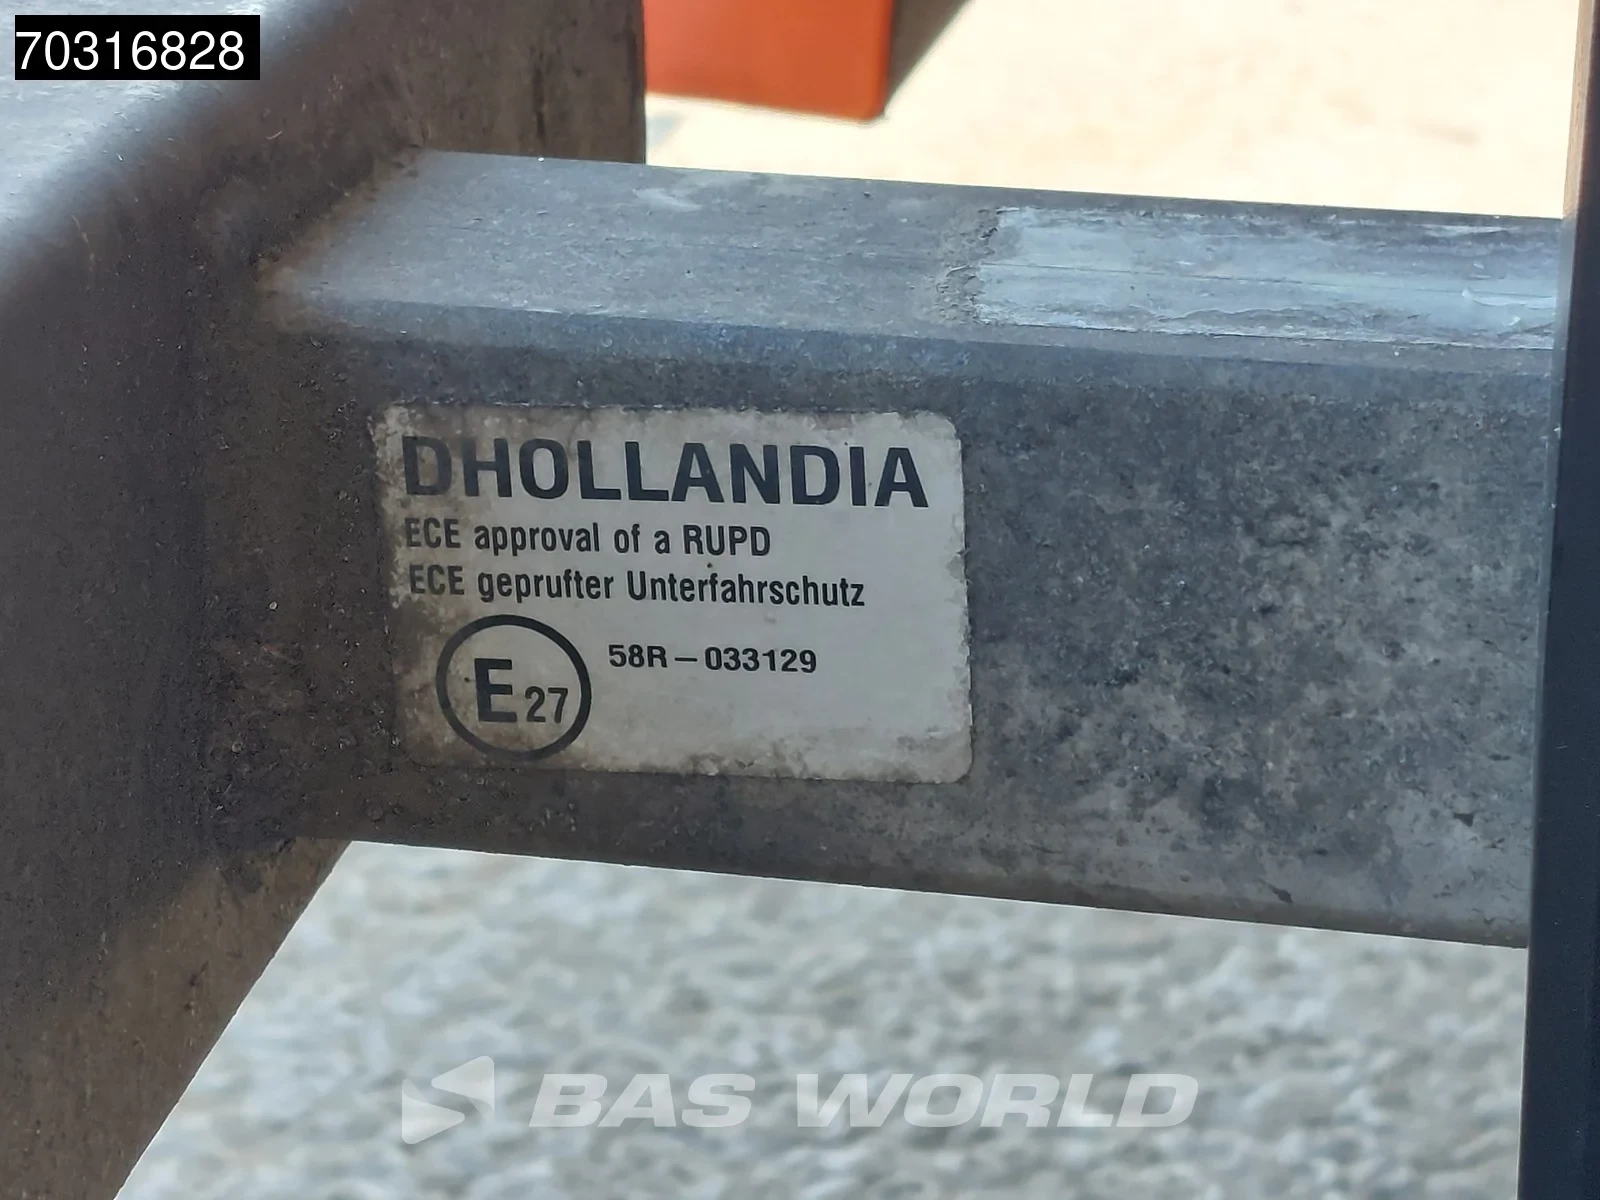 70316828
DHOLLANDIA
ECE approval of a RUPD
ECE geprufter Unterfahrschutz
58R-033129
E27
BAS WORLD